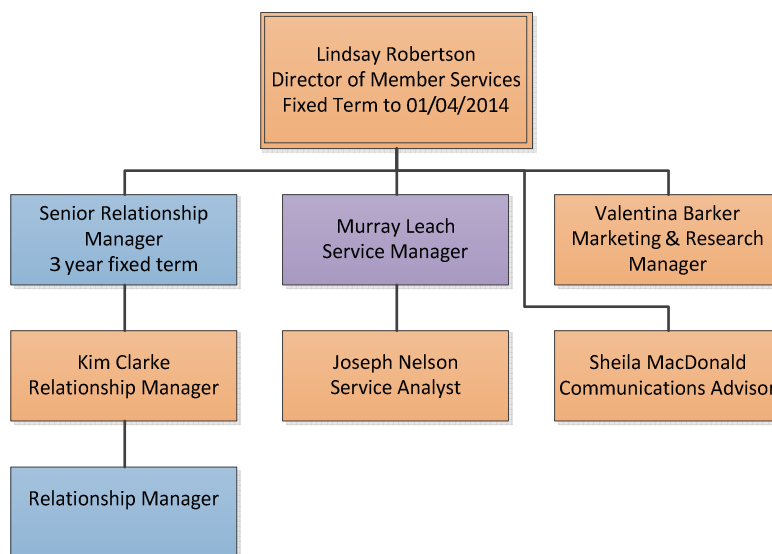 Lindsay Robertson
Director of Member Services
Fixed Term to 01/04/2014
Senior Relationship
Manager
3 year fixed term
Murray Leach
Service Manager
Valentina Barker
Marketing & Research
Manager
Kim Clarke
Relationship Manager
Joseph Nelson
Service Analyst
Sheila MacDonald
Communications Advisor
Relationship Manager